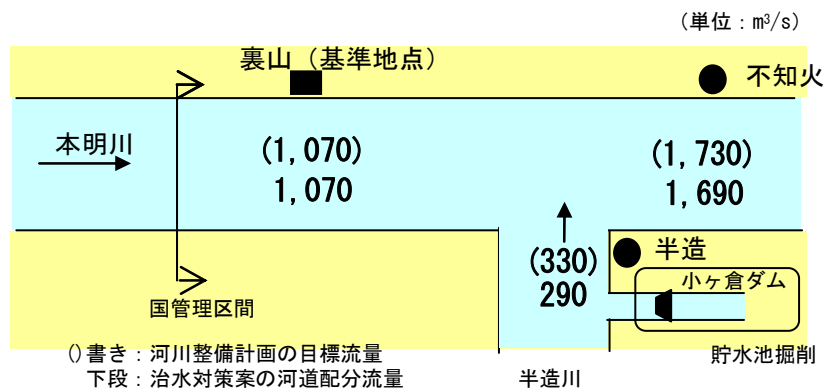 （単位：m³/s）
裏山（基準地点）
不知火
本明川
(1,070)
1,070
(1,730)
1,690
半造
(330)
290
小ヶ倉ダム
国管理区間
()書き：河川整備計画の目標流量
貯水池掘削
下段：治水対策案の河道配分流量
半造川